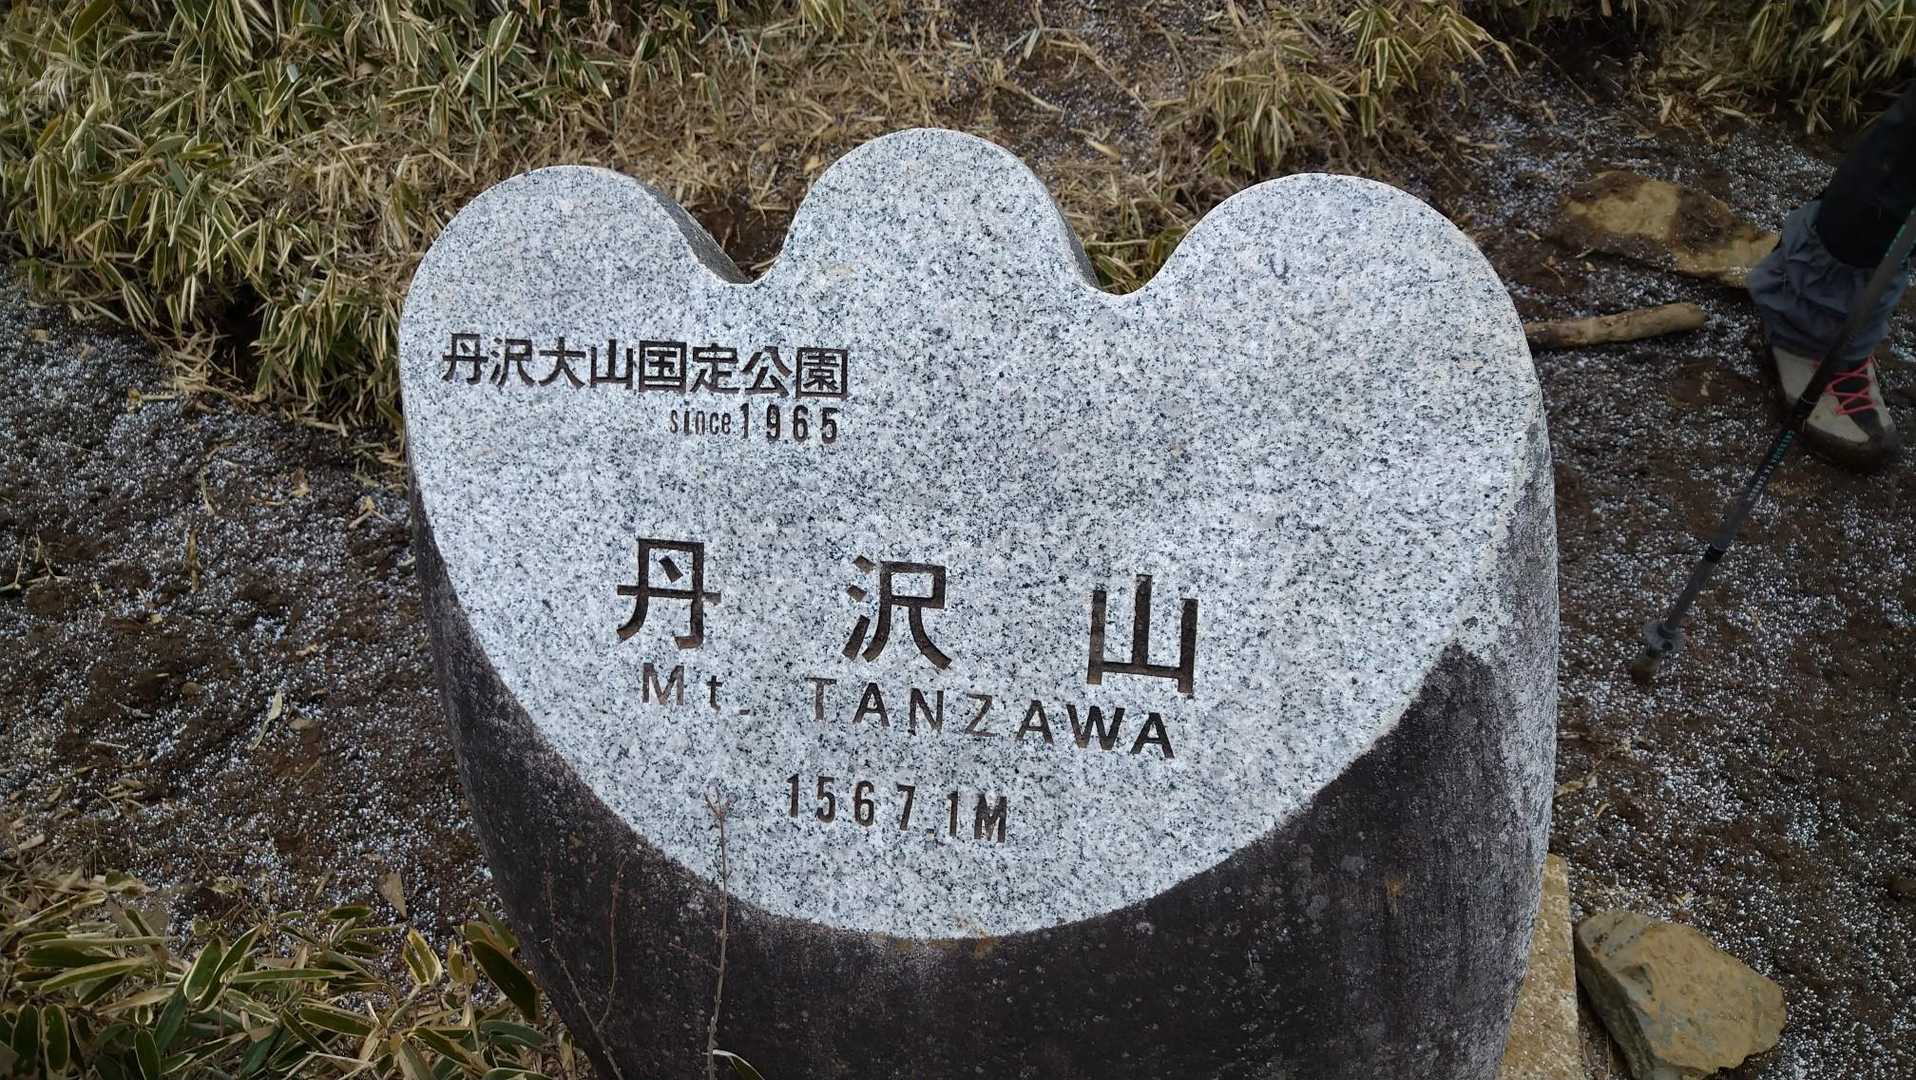 丹沢大山国定公園
since 1965
丹沢山
Mt. TANZAWA
1567.1M